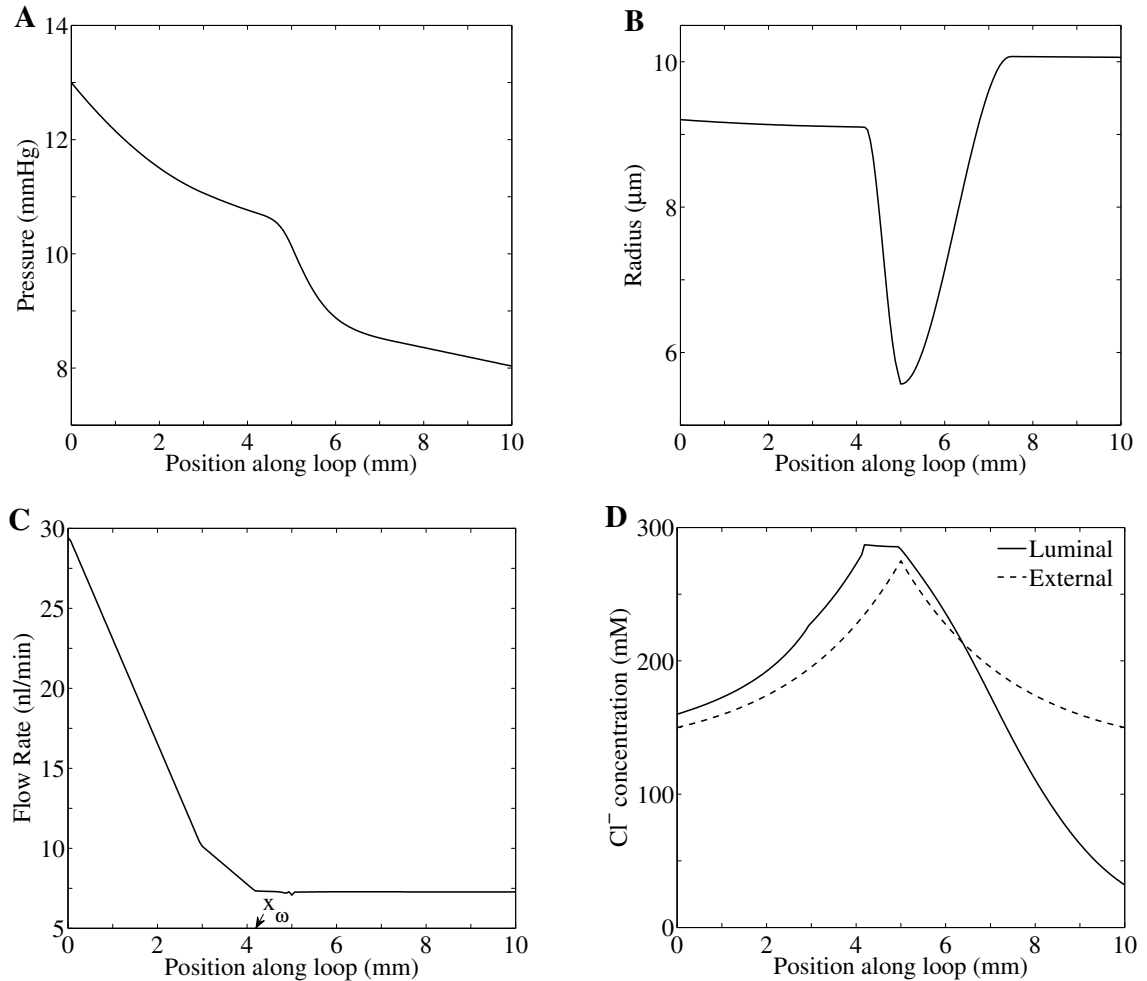 A
14
12
10
8
Pressure (mmHg)
0 2 4 6 8 10
Position along loop (mm)
B
10
8
6
Radius (μm)
0 2 4 6 8 10
Position along loop (mm)
C
30
25
20
15
10
5
Flow Rate (nl/min)
xω
0 2 4 6 8 10
Position along loop (mm)
D
300
200
100
0
Cl⁻ concentration (mM)
Luminal
External
0 2 4 6 8 10
Position along loop (mm)